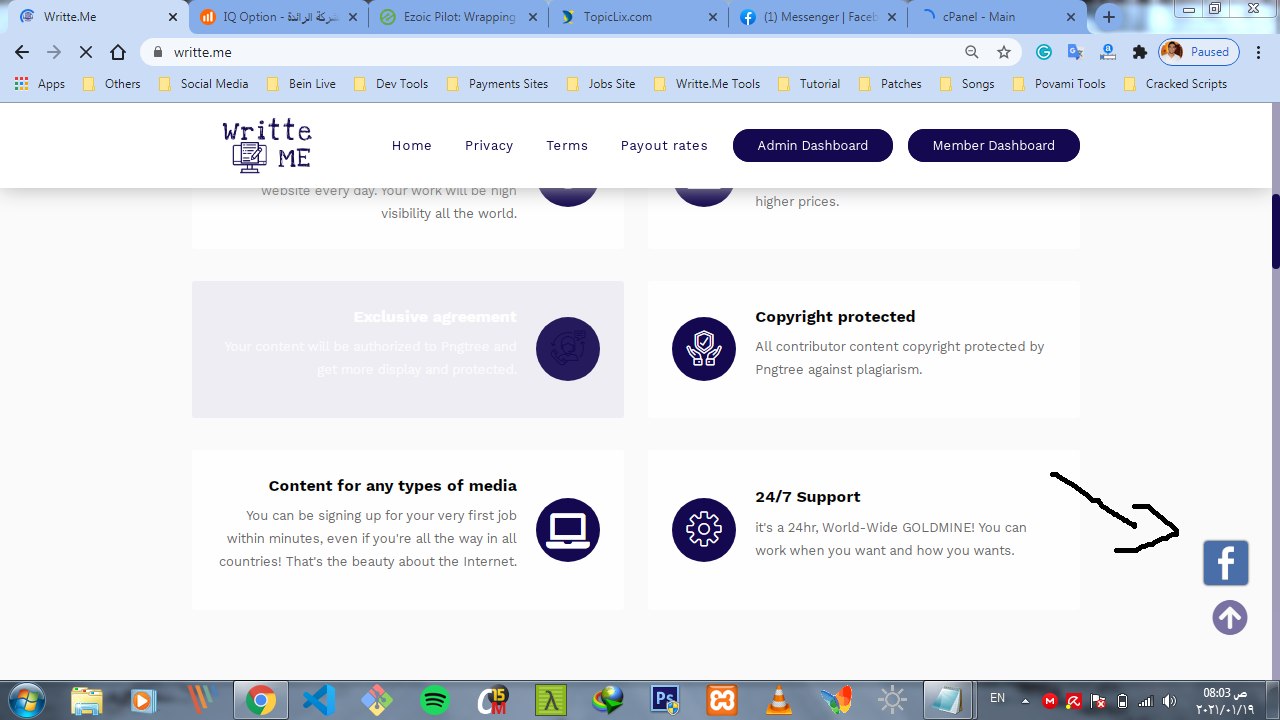 Writte.Me
IQ Option - شركة الرائدة
Ezoic Pilot: Wrapping
TopicLix.com
(1) Messenger | Faceb
cPanel - Main
writte.me
Paused
Apps
Others
Social Media
Bein Live
Dev Tools
Payments Sites
Jobs Site
Writte.Me Tools
Tutorial
Patches
Songs
Povami Tools
Cracked Scripts
Writte
ME
Home
Privacy
Terms
Payout rates
Admin Dashboard
Member Dashboard
website every day. Your work will be high
visibility all the world.
higher prices.
Exclusive agreement
Your content will be authorized to Pngtree and
get more display and protected.
Copyright protected
All contributor content copyright protected by
Pngtree against plagiarism.
Content for any types of media
You can be signing up for your very first job
within minutes, even if you're all the way in all
countries! That's the beauty about the Internet.
24/7 Support
it's a 24hr, World-Wide GOLDMINE! You can
work when you want and how you wants.
f
EN
08:03 ص
٢٠٢١/٠١/١٩